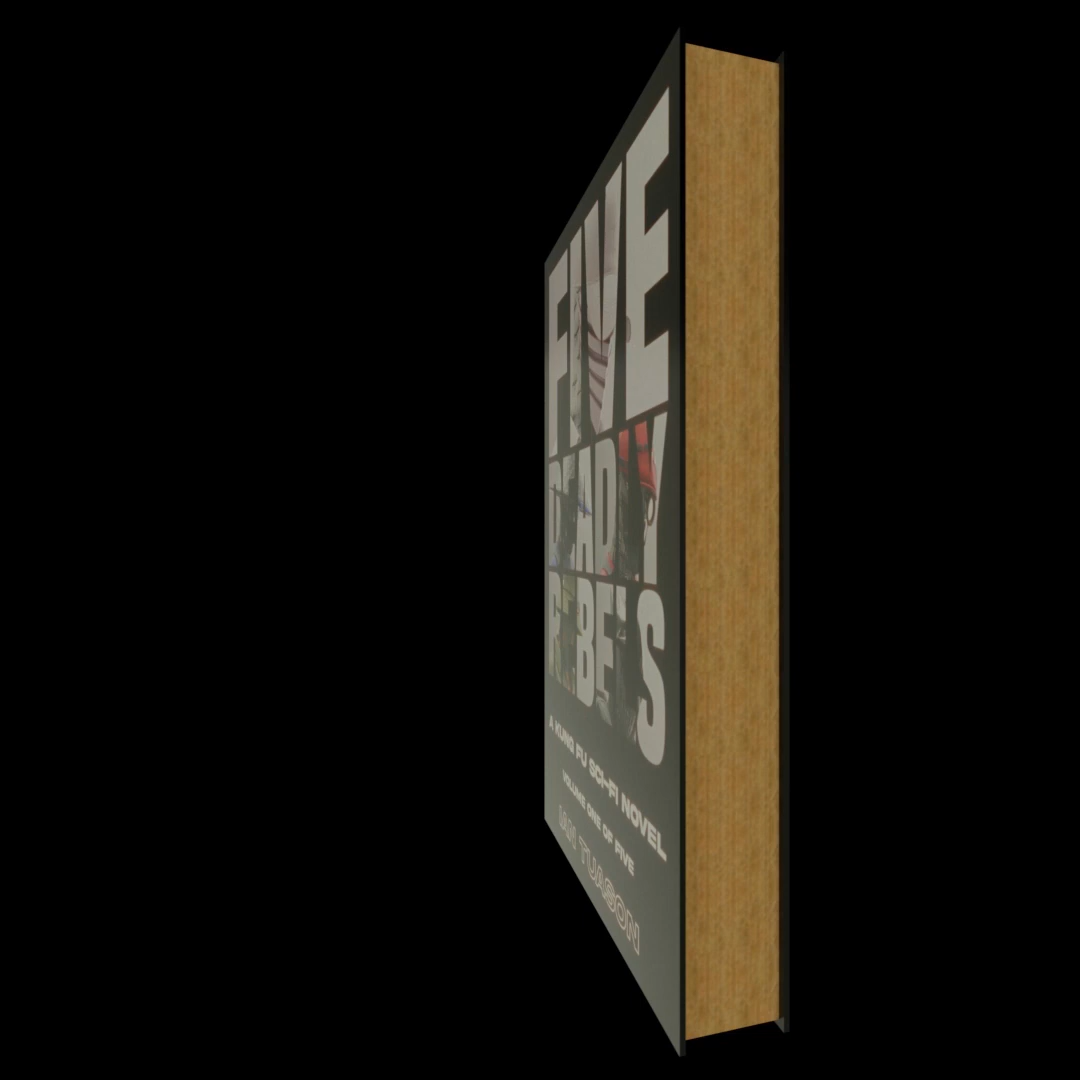 FIVE
DEADLY
REBELS
A KUNG FU SCI-FI NOVEL
VOLUME ONE OF FIVE
IAN TUASON